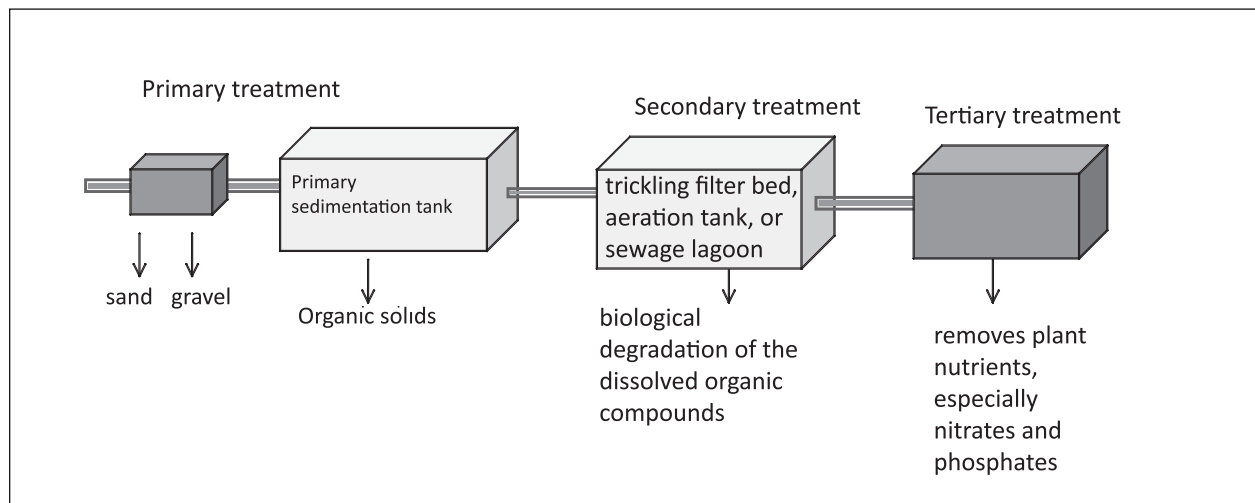 Primary treatment
Secondary treatment
Tertiary treatment
Primary
sedimentation tank
trickling filter bed,
aeration tank, or
sewage lagoon
sand gravel
Organic solids
biological
degradation of the
dissolved organic
compounds
removes plant
nutrients,
especially
nitrates and
phosphates